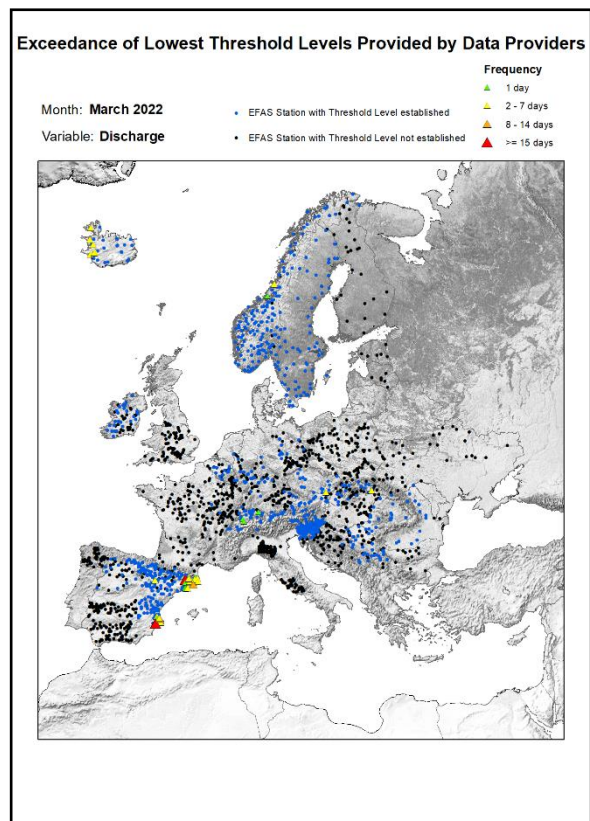 Exceedance of Lowest Threshold Levels Provided by Data Providers
Frequency
1 day
2 - 7 days
8 - 14 days
>= 15 days
Month: March 2022
EFAS Station with Threshold Level established
Variable: Discharge
EFAS Station with Threshold Level not established